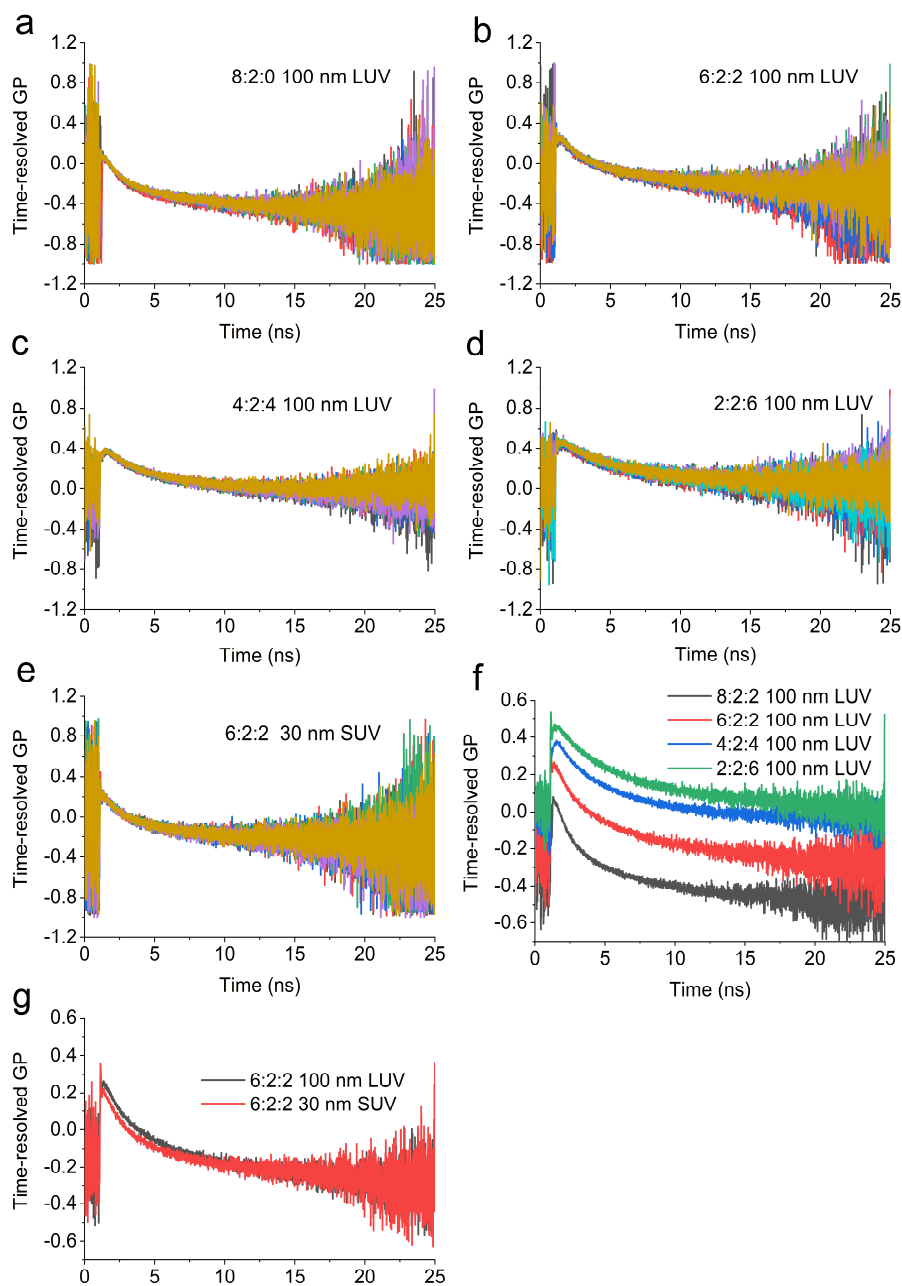 a
1.2
0.8
0.4
0.0
-0.4
-0.8
-1.2
Time-resolved GP
8:2:0 100 nm LUV
0 5 10 15 20 25
Time (ns)
b
1.2
0.8
0.4
0.0
-0.4
-0.8
-1.2
Time-resolved GP
6:2:2 100 nm LUV
0 5 10 15 20 25
Time (ns)
c
1.2
0.8
0.4
0.0
-0.4
-0.8
-1.2
Time-resolved GP
4:2:4 100 nm LUV
0 5 10 15 20 25
Time (ns)
d
1.2
0.8
0.4
0.0
-0.4
-0.8
-1.2
Time-resolved GP
2:2:6 100 nm LUV
0 5 10 15 20 25
Time (ns)
e
1.2
0.8
0.4
0.0
-0.4
-0.8
-1.2
Time-resolved GP
6:2:2 30 nm SUV
0 5 10 15 20 25
Time (ns)
f
0.6
0.4
0.2
0.0
-0.2
-0.4
-0.6
Time-resolved GP
8:2:2 100 nm LUV
6:2:2 100 nm LUV
4:2:4 100 nm LUV
2:2:6 100 nm LUV
0 5 10 15 20 25
Time (ns)
g
0.6
0.4
0.2
0.0
-0.2
-0.4
-0.6
Time-resolved GP
6:2:2 100 nm LUV
6:2:2 30 nm SUV
0 5 10 15 20 25